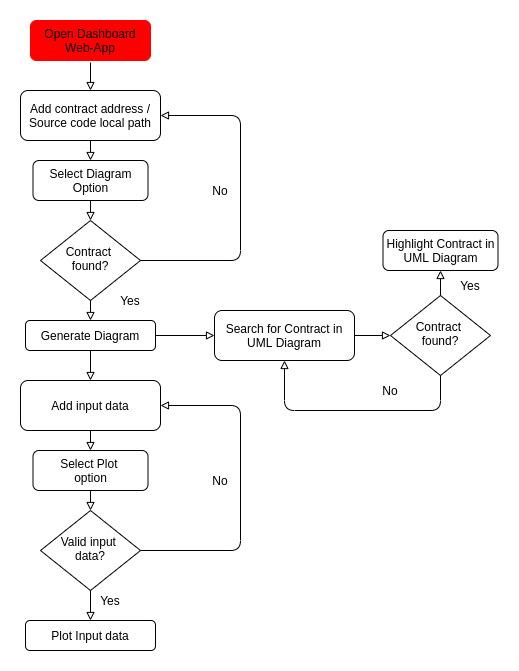 Open Dashboard
Web-App
Add contract address /
Source code local path
Select Diagram
Option
No
Contract
found?
Yes
Generate Diagram
Search for Contract in
UML Diagram
Highlight Contract in
UML Diagram
Yes
Contract
found?
No
Add input data
Select Plot
option
No
Valid input
data?
Yes
Plot Input data